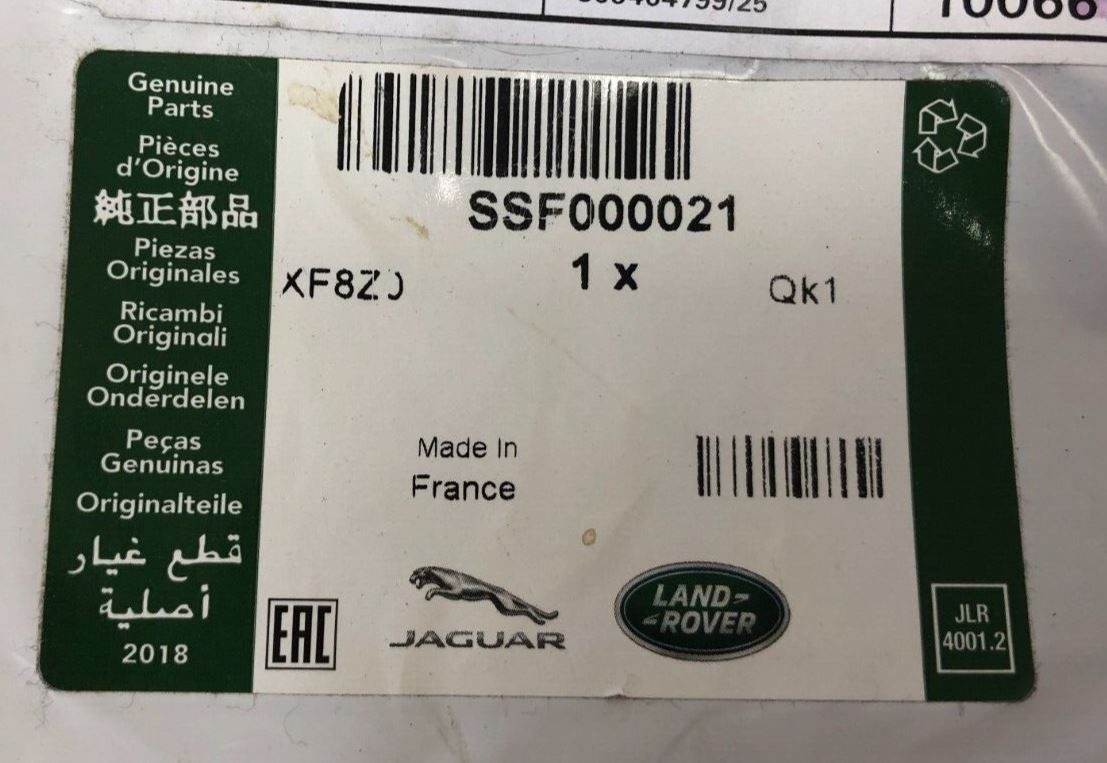 Genuine
Parts
Pièces
d'Origine
純正部品
Piezas
Originales
Ricambi
Originali
Originele
Onderdelen
Peças
Genuinas
Originalteile
قطع غيار
أصلية
2018
SSF000021
1 x
Qk1
Made In
France
EAC
JAGUAR
LAND-
-ROVER
JLR
4001.2